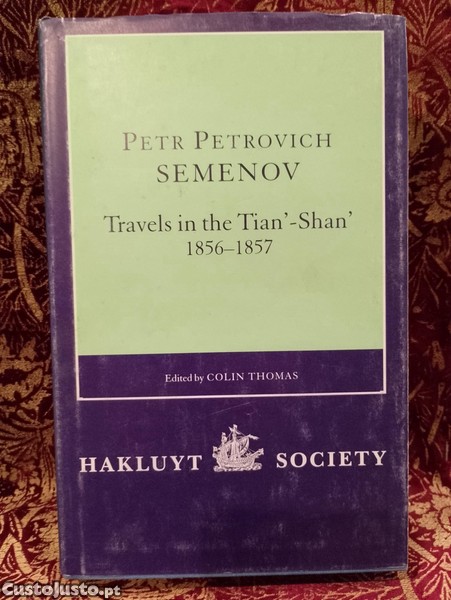 PETR PETROVICH
SEMENOV
Travels in the Tian’-Shan’
1856–1857
Edited by COLIN THOMAS
HAKLUYT SOCIETY
CustoJusto.pt